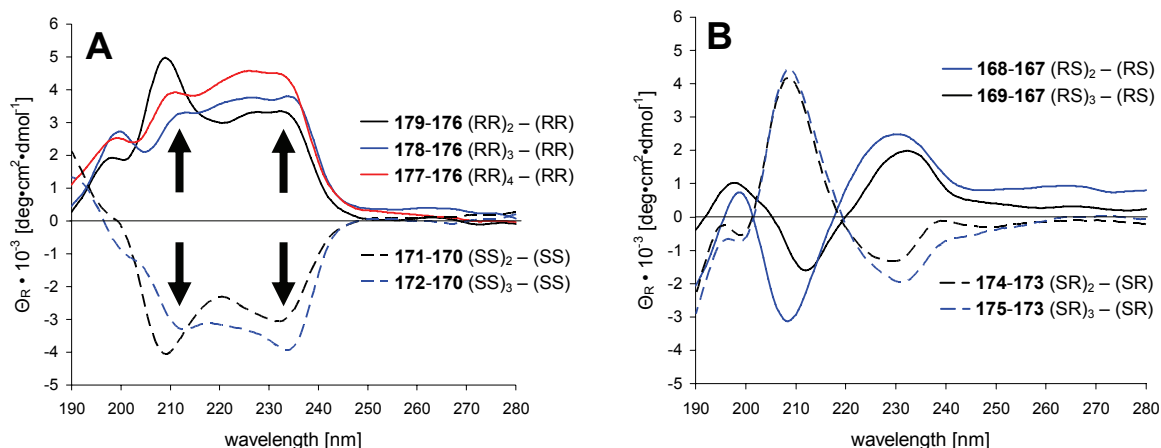 A
6
5
4
3
2
1
0
-1
-2
-3
-4
-5
ΘR • 10-3 [deg•cm2•dmol-1]
179-176 (RR)2 – (RR)
178-176 (RR)3 – (RR)
177-176 (RR)4 – (RR)
171-170 (SS)2 – (SS)
172-170 (SS)3 – (SS)
190 200 210 220 230 240 250 260 270 280
wavelength [nm]
B
6
5
4
3
2
1
0
-1
-2
-3
-4
-5
ΘR • 10-3 [deg•cm2•dmol-1]
168-167 (RS)2 – (RS)
169-167 (RS)3 – (RS)
174-173 (SR)2 – (SR)
175-173 (SR)3 – (SR)
190 200 210 220 230 240 250 260 270 280
wavelength [nm]